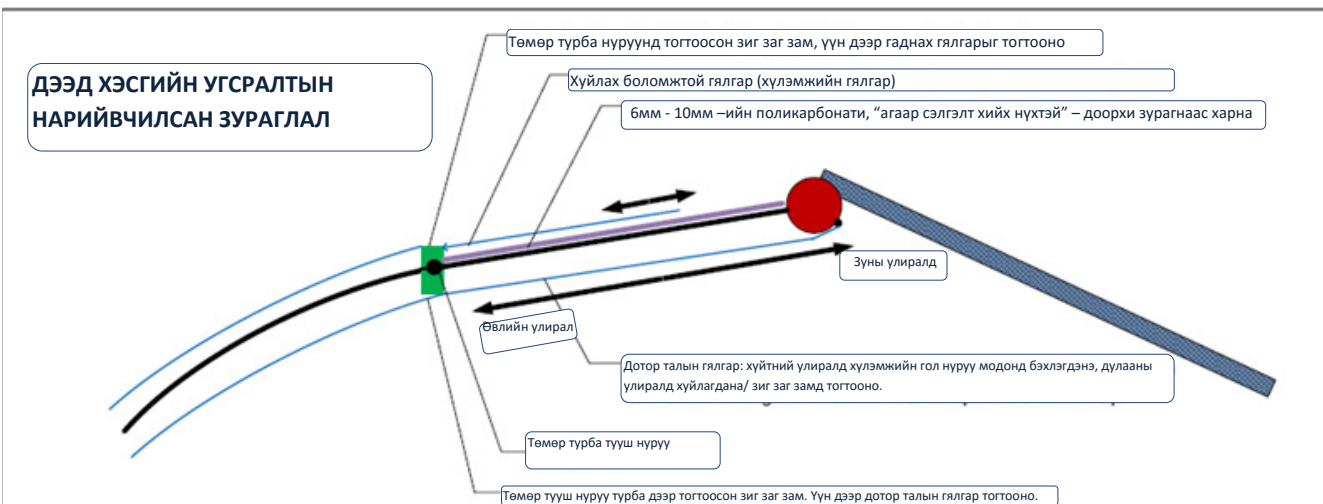 Төмөр турба нуруунд тогтоосон зиг заг зам, үүн дээр гаднах гялгарыг тогтооно
ДЭЭД ХЭСГИЙН УГСРАЛТЫН
НАРИЙВЧИЛСАН ЗУРАГЛАЛ
Хуйлах боломжтой гялгар (хүлэмжийн гялгар)
6мм - 10мм –ийн поликарбонати, “агаар сэлгэлт хийх нүхтэй” – доорхи зурагнаас харна
Зуны улиралд
Өвлийн улирал
Дотор талын гялгар: хүйтний улиралд хүлэмжийн гол нуруу модонд бэхлэгдэнэ, дулааны
улиралд хуйлагдана/ зиг заг замд тогтооно.
Төмөр турба тууш нуруу
Төмөр тууш нуруу турба дээр тогтоосон зиг заг зам. Үүн дээр дотор талын гялгар тогтооно.